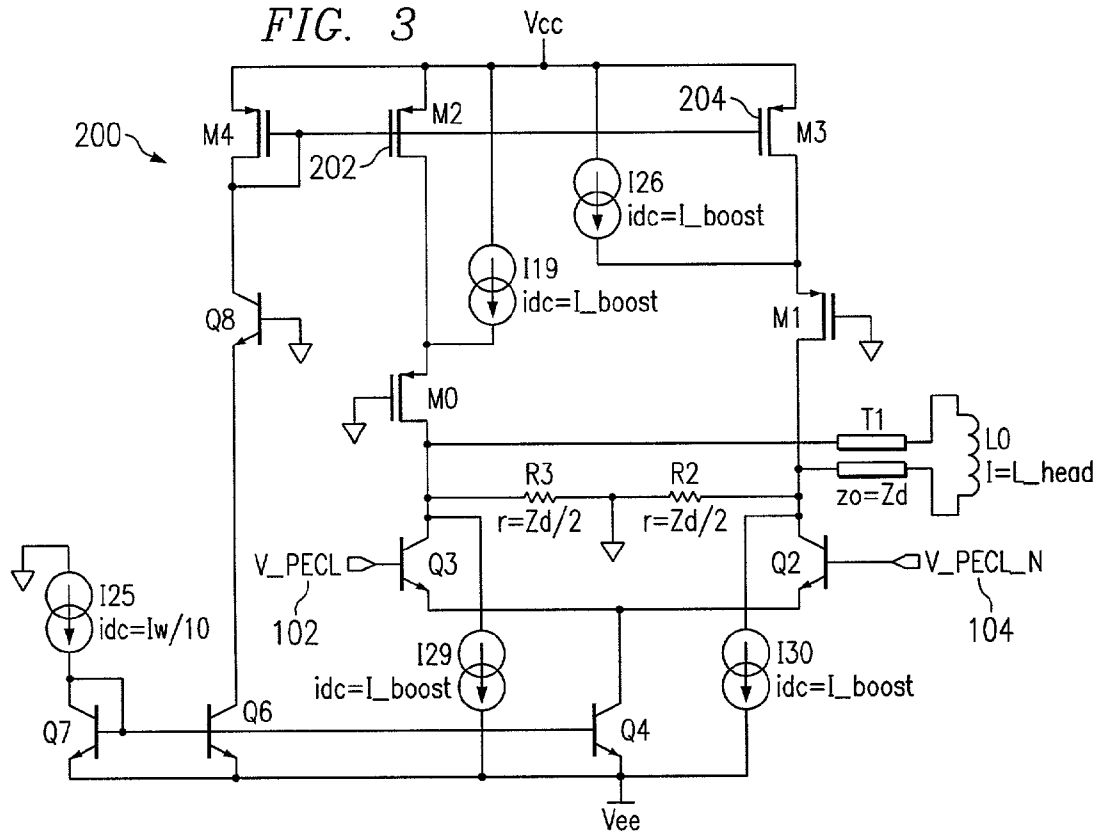 FIG. 3
Vcc
204
M4
M2
M3
200
202
I26
idc=I_boost
I19
idc=I_boost
Q8
M1
M0
T1
L0
I=L_head
R3
R2
zo=Zd
r=Zd/2
r=Zd/2
V_PECL
Q3
Q2
V_PECL_N
I25
idc=Iw/10
102
104
I29
idc=I_boost
I30
idc=I_boost
Q7
Q6
Q4
Vee